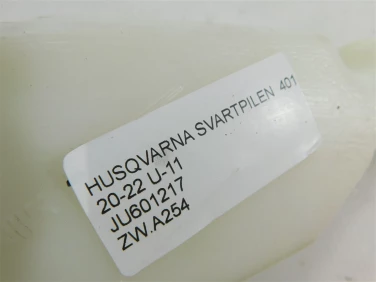 HUSQVARNA SVARTPILEN 401
20-22 U-11
JU601217
ZW.A254